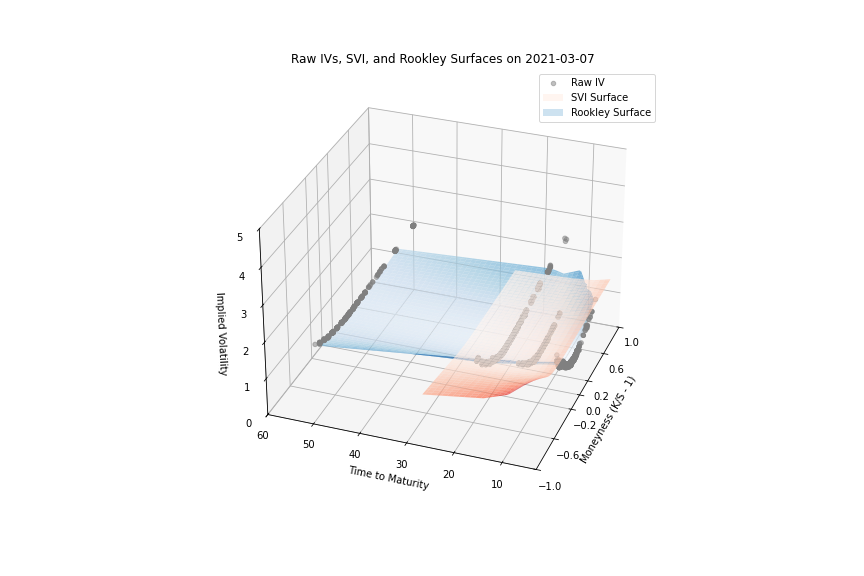 Raw IVs, SVI, and Rookley Surfaces on 2021-03-07
Raw IV
SVI Surface
Rookley Surface
5
4
3
2
1
0
Implied Volatility
60
50
40
30
20
10
Time to Maturity
1.0
0.6
0.2
0.0
−0.2
−0.6
−1.0
Moneyness (K/S - 1)